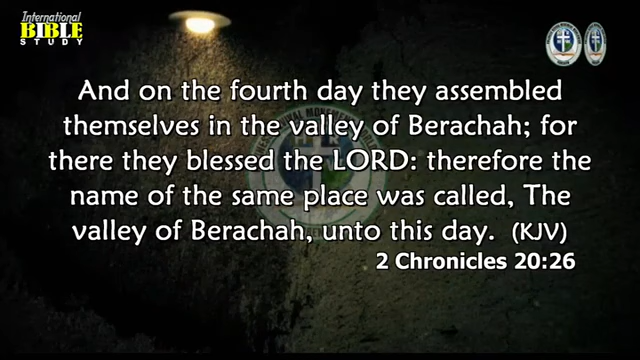 International
BIBLE
STUDY
And on the fourth day they assembled
themselves in the valley of Berachah; for
there they blessed the LORD: therefore the
name of the same place was called, The
valley of Berachah, unto this day. (KJV)
2 Chronicles 20:26